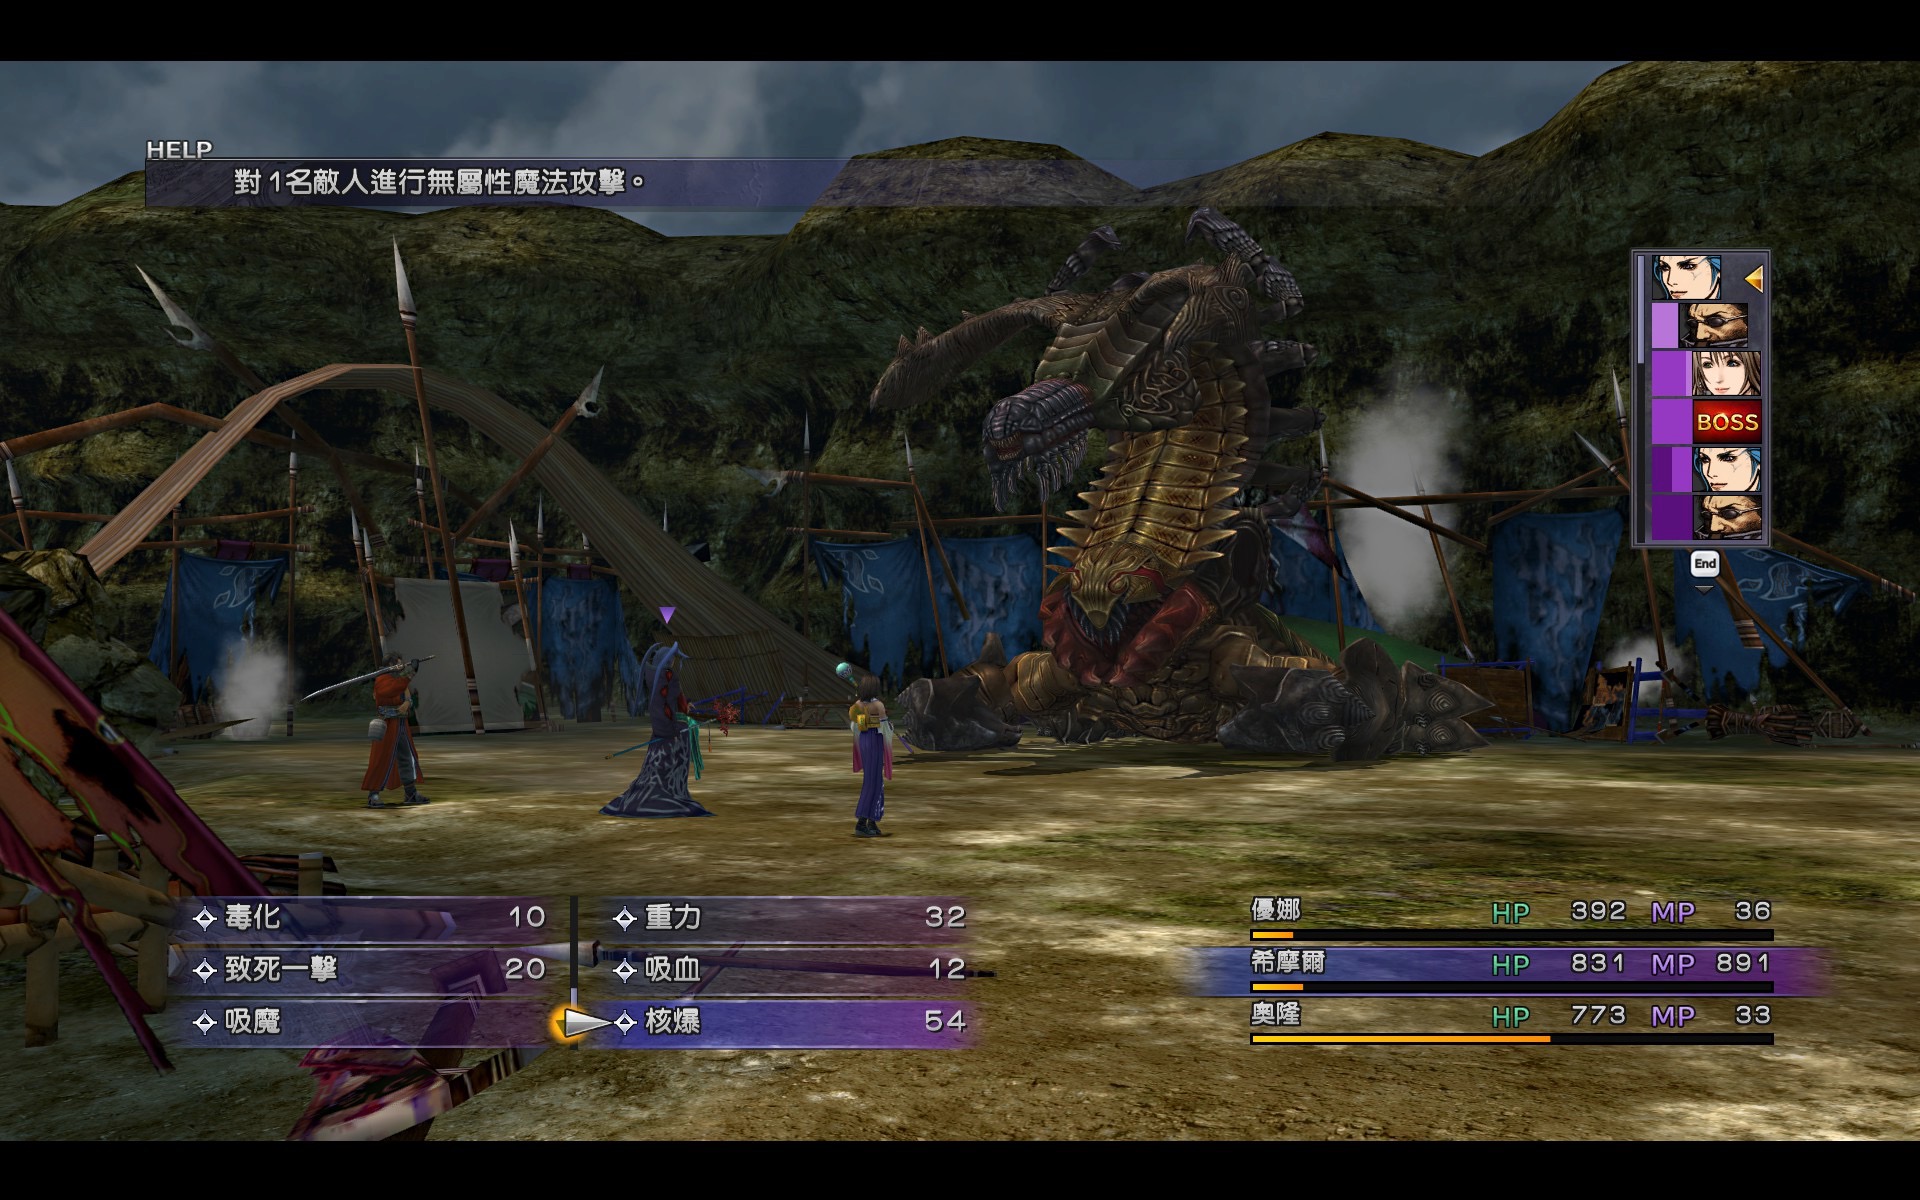 HELP
對1名敵人進行無屬性魔法攻擊。
BOSS
End
毒化 10 重力 32
致死一擊 20 吸血 12
吸魔 核爆 54
優娜 HP 392 MP 36
希摩爾 HP 831 MP 891
奧隆 HP 773 MP 33